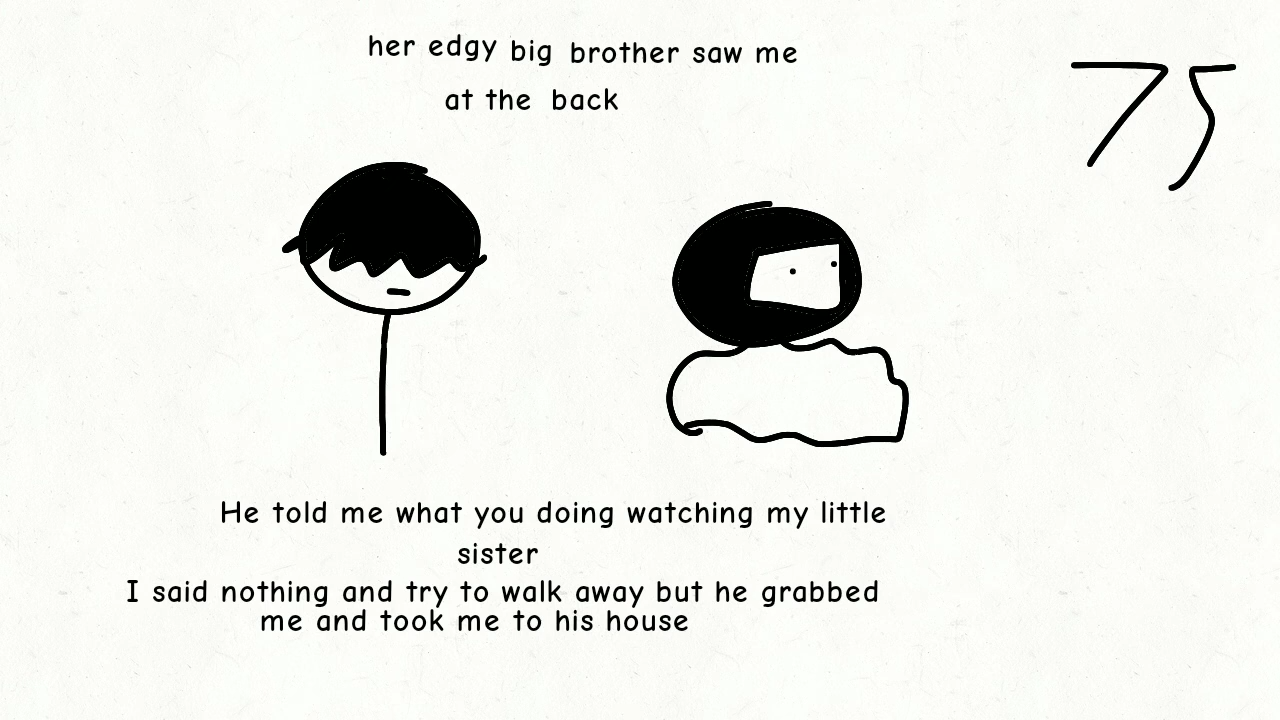 her edgy big brother saw me
at the back
75
He told me what you doing watching my little
sister
I said nothing and try to walk away but he grabbed
me and took me to his house